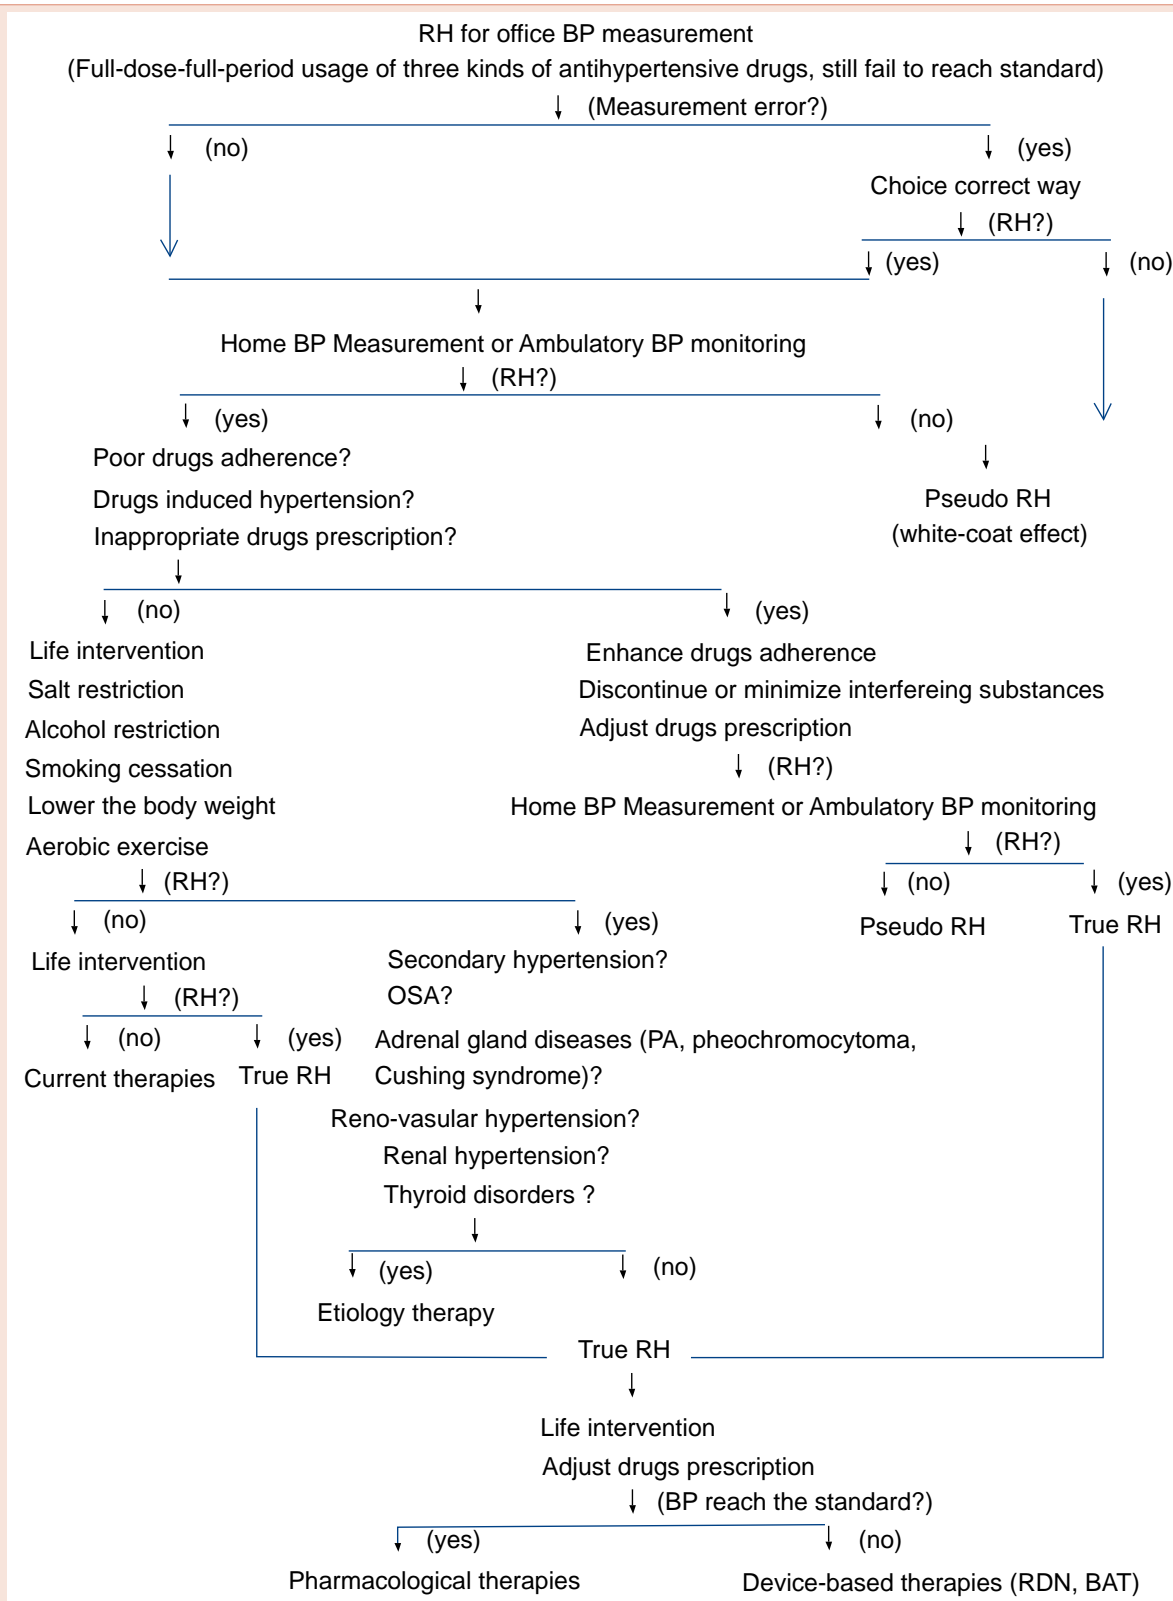 RH for office BP measurement
(Full-dose-full-period usage of three kinds of antihypertensive drugs, still fail to reach standard)
(Measurement error?)
(no)
(yes)
Choice correct way
(RH?)
(yes)
(no)
Home BP Measurement or Ambulatory BP monitoring
(RH?)
(yes)
(no)
Poor drugs adherence?
Drugs induced hypertension?
Inappropriate drugs prescription?
Pseudo RH
(white-coat effect)
(no)
(yes)
Life intervention
Salt restriction
Alcohol restriction
Smoking cessation
Lower the body weight
Aerobic exercise
(RH?)
Enhance drugs adherence
Discontinue or minimize interfereing substances
Adjust drugs prescription
(RH?)
Home BP Measurement or Ambulatory BP monitoring
(RH?)
(no)
(yes)
Pseudo RH
True RH
(no)
(yes)
Life intervention
(RH?)
(no)
(yes)
Current therapies
True RH
Secondary hypertension?
OSA?
Adrenal gland diseases (PA, pheochromocytoma,
Cushing syndrome)?
Reno-vasular hypertension?
Renal hypertension?
Thyroid disorders ?
(yes)
(no)
Etiology therapy
True RH
Life intervention
Adjust drugs prescription
(BP reach the standard?)
(yes)
(no)
Pharmacological therapies
Device-based therapies (RDN, BAT)